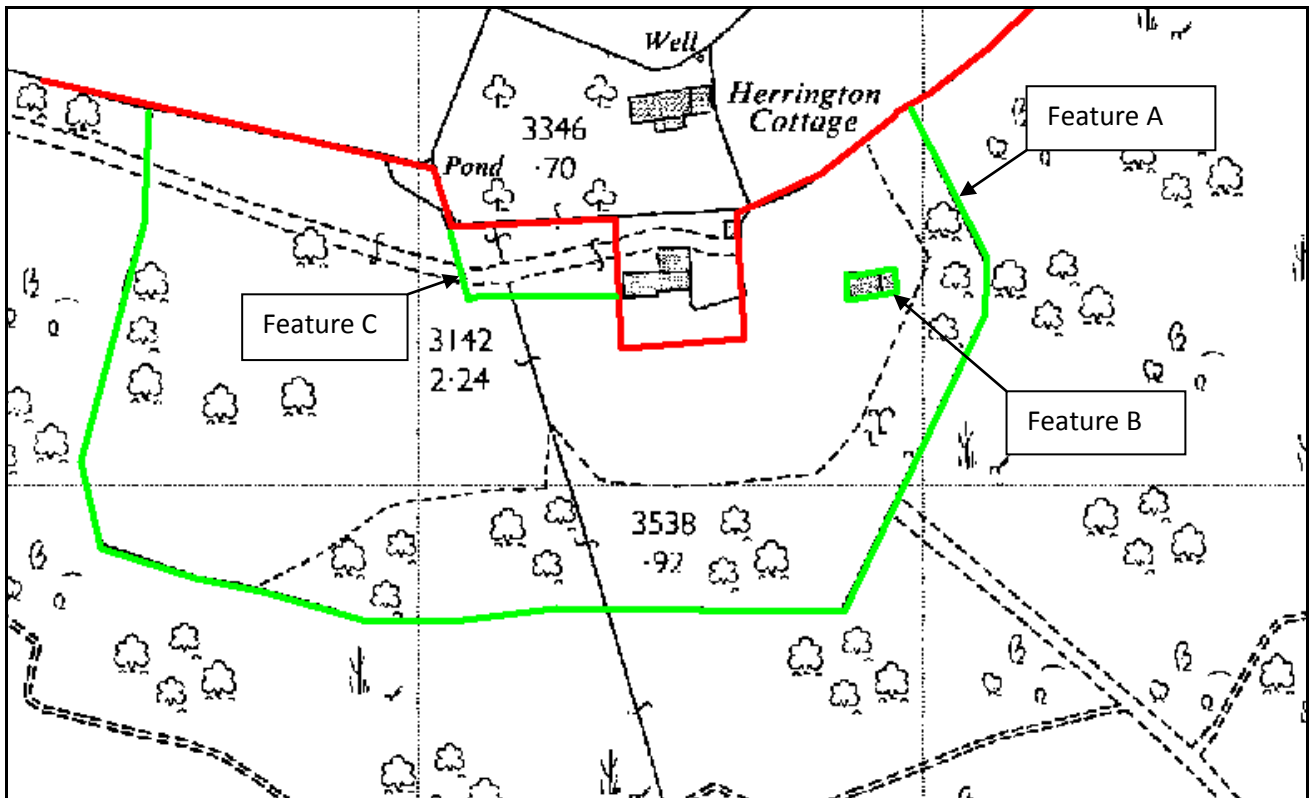 Well
Herrington
Cottage
3346
·70
Pond
Feature A
Feature C
3142
2·24
Feature B
3538
·92